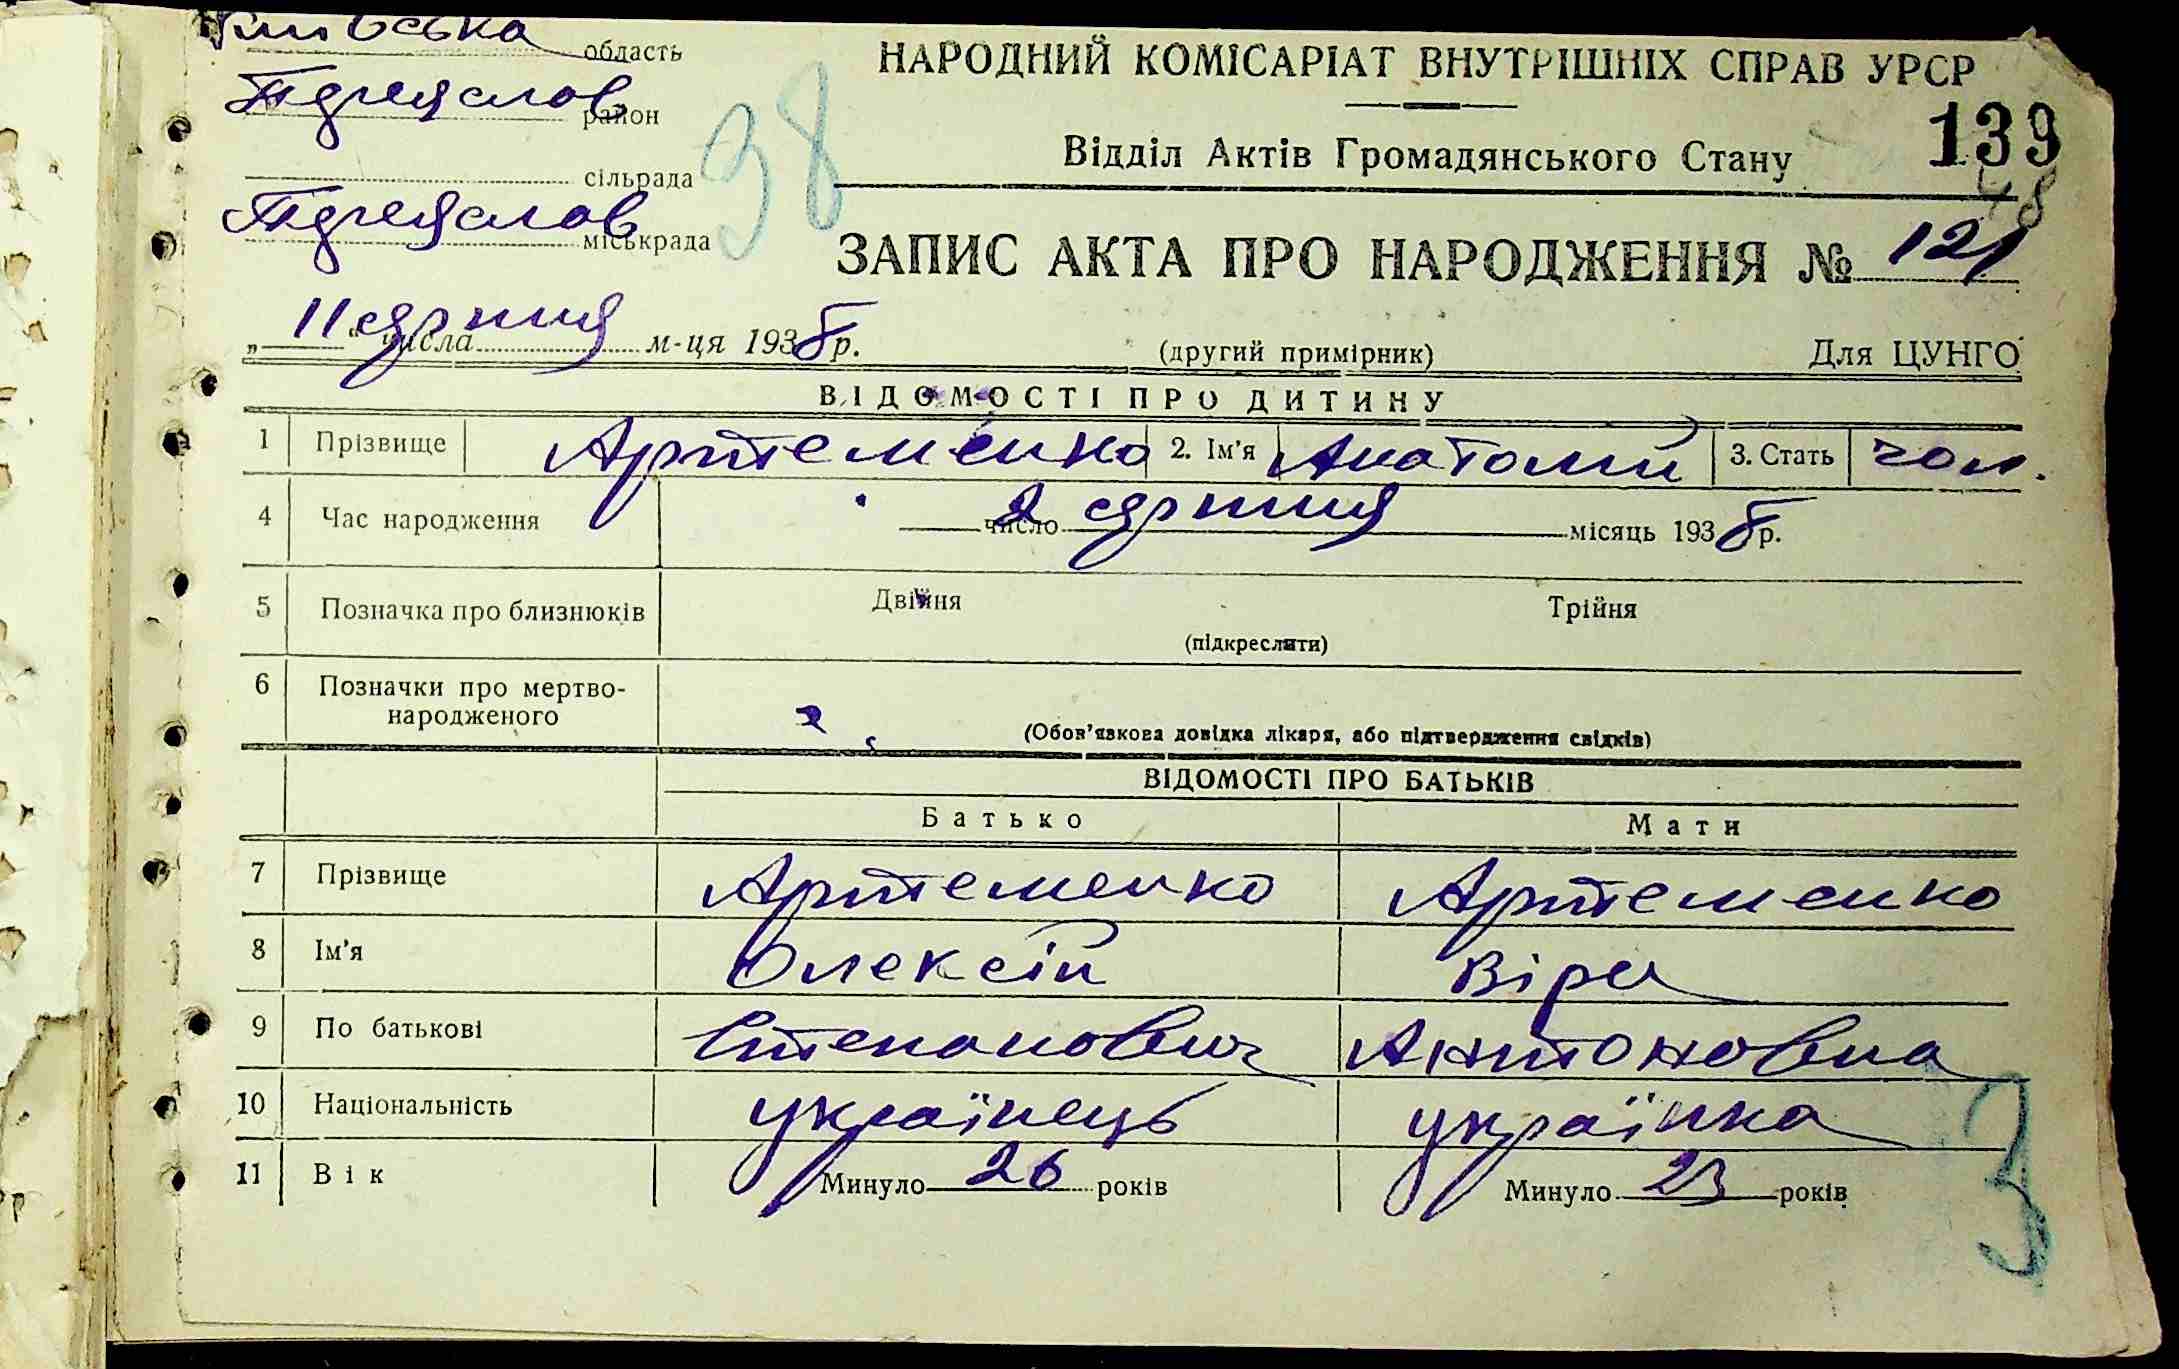 Київська область
НАРОДНИЙ КОМІСАРІАТ ВНУТРІШНІХ СПРАВ УРСР
район
139
Відділ Актів Громадянського Стану
сільрада
98
48
міськрада
ЗАПИС АКТА ПРО НАРОДЖЕННЯ № 121
„11“ числа серпня м-ця 1938 р.
(другий примірник)
Для ЦУНГО
ВІДОМОСТІ ПРО ДИТИНУ
1 Прізвище Артеменко 2. Ім'я Анатолий 3. Стать чол.
4 Час народження 2 число серпня місяць 1938 р.
5 Позначка про близнюків Двійня Трійня
(підкреслити)
6 Позначки про мертво-
народженого
(Обов'язкова довідка лікаря, або підтвердження свідків)
ВІДОМОСТІ ПРО БАТЬКІВ
Батько Мати
7 Прізвище Артеменко Артеменко
8 Ім'я Олексій Віра
9 По батькові Степанович Антоновна
10 Національність українець українка
11 Вік Минуло 26 років Минуло 23 років
3